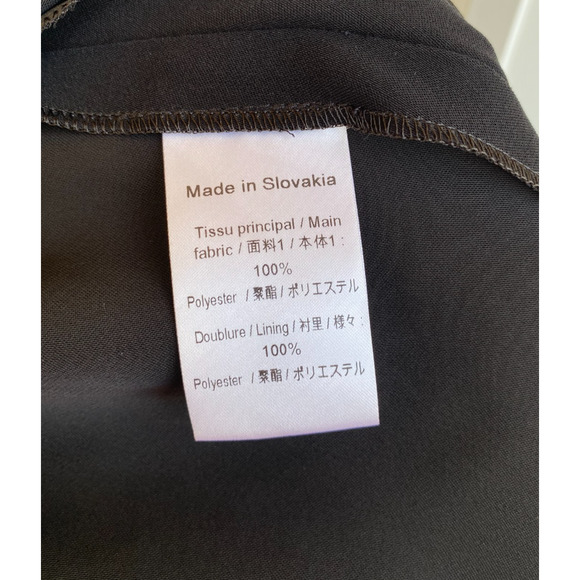 Made in Slovakia
Tissu principal / Main
fabric / 面料1 / 本体1 :
100%
Polyester / 聚酯 / ポリエステル
Doublure / Lining / 衬里 / 様々 :
100%
Polyester / 聚酯 / ポリエステル